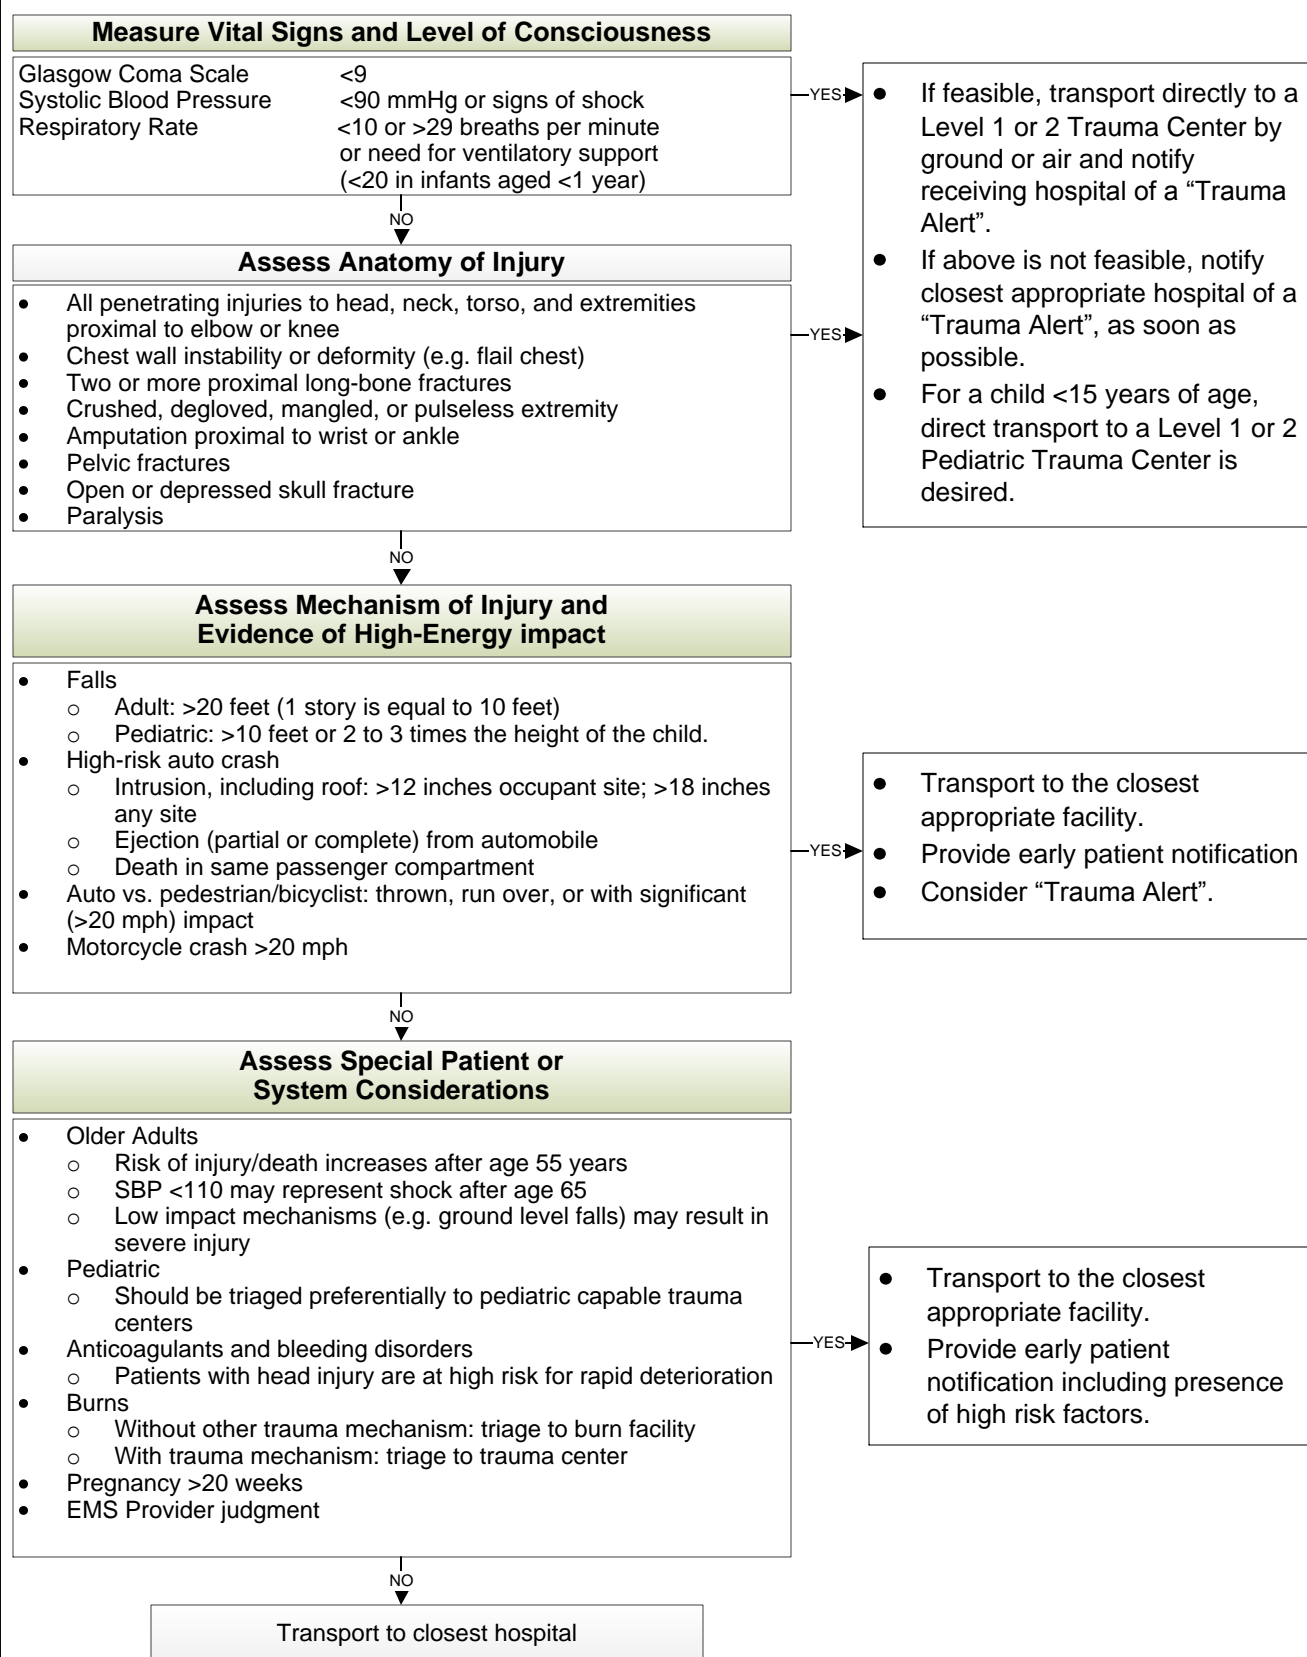 Measure Vital Signs and Level of Consciousness
Glasgow Coma Scale <9
Systolic Blood Pressure <90 mmHg or signs of shock
Respiratory Rate <10 or >29 breaths per minute
or need for ventilatory support
(<20 in infants aged <1 year)
YES
● If feasible, transport directly to a
Level 1 or 2 Trauma Center by
ground or air and notify
receiving hospital of a “Trauma
Alert”.
● If above is not feasible, notify
closest appropriate hospital of a
“Trauma Alert”, as soon as
possible.
● For a child <15 years of age,
direct transport to a Level 1 or 2
Pediatric Trauma Center is
desired.
NO
Assess Anatomy of Injury
● All penetrating injuries to head, neck, torso, and extremities
proximal to elbow or knee
● Chest wall instability or deformity (e.g. flail chest)
● Two or more proximal long-bone fractures
● Crushed, degloved, mangled, or pulseless extremity
● Amputation proximal to wrist or ankle
● Pelvic fractures
● Open or depressed skull fracture
● Paralysis
YES
NO
Assess Mechanism of Injury and
Evidence of High-Energy impact
● Falls
o Adult: >20 feet (1 story is equal to 10 feet)
o Pediatric: >10 feet or 2 to 3 times the height of the child.
● High-risk auto crash
o Intrusion, including roof: >12 inches occupant site; >18 inches
any site
o Ejection (partial or complete) from automobile
o Death in same passenger compartment
● Auto vs. pedestrian/bicyclist: thrown, run over, or with significant
(>20 mph) impact
● Motorcycle crash >20 mph
YES
● Transport to the closest
appropriate facility.
● Provide early patient notification
● Consider “Trauma Alert”.
NO
Assess Special Patient or
System Considerations
● Older Adults
o Risk of injury/death increases after age 55 years
o SBP <110 may represent shock after age 65
o Low impact mechanisms (e.g. ground level falls) may result in
severe injury
● Pediatric
o Should be triaged preferentially to pediatric capable trauma
centers
● Anticoagulants and bleeding disorders
o Patients with head injury are at high risk for rapid deterioration
● Burns
o Without other trauma mechanism: triage to burn facility
o With trauma mechanism: triage to trauma center
● Pregnancy >20 weeks
● EMS Provider judgment
YES
● Transport to the closest
appropriate facility.
● Provide early patient
notification including presence
of high risk factors.
NO
Transport to closest hospital